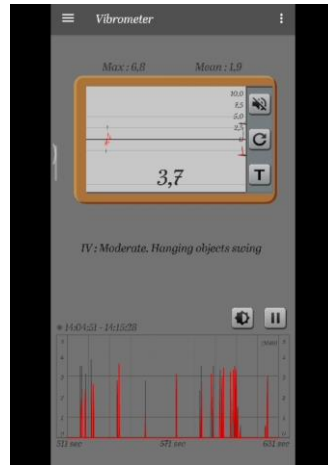 Vibrometer
Max : 6,8 Mean : 1,9
10,0
7,5
5,0
2,5
0
T
3,7
IV : Moderate. Hanging objects swing
14:04:51 - 14:15:28
511 sec 571 sec 631 sec